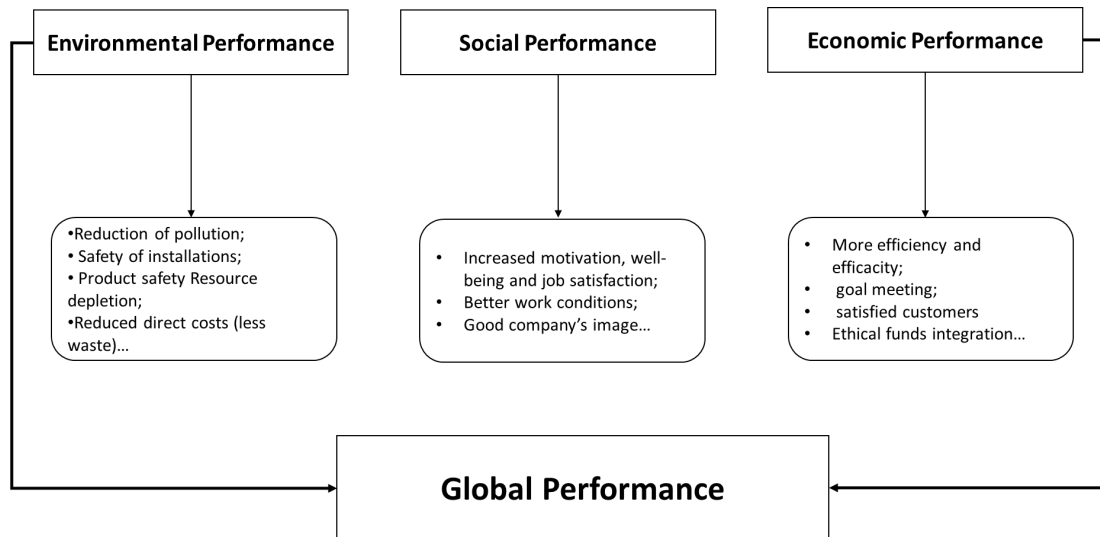 Environmental Performance
Social Performance
Economic Performance
•Reduction of pollution;
• Safety of installations;
• Product safety Resource
depletion;
•Reduced direct costs (less
waste)…
• Increased motivation, well-
being and job satisfaction;
• Better work conditions;
• Good company’s image…
• More efficiency and
efficacity;
• goal meeting;
• satisfied customers
• Ethical funds integration…
Global Performance